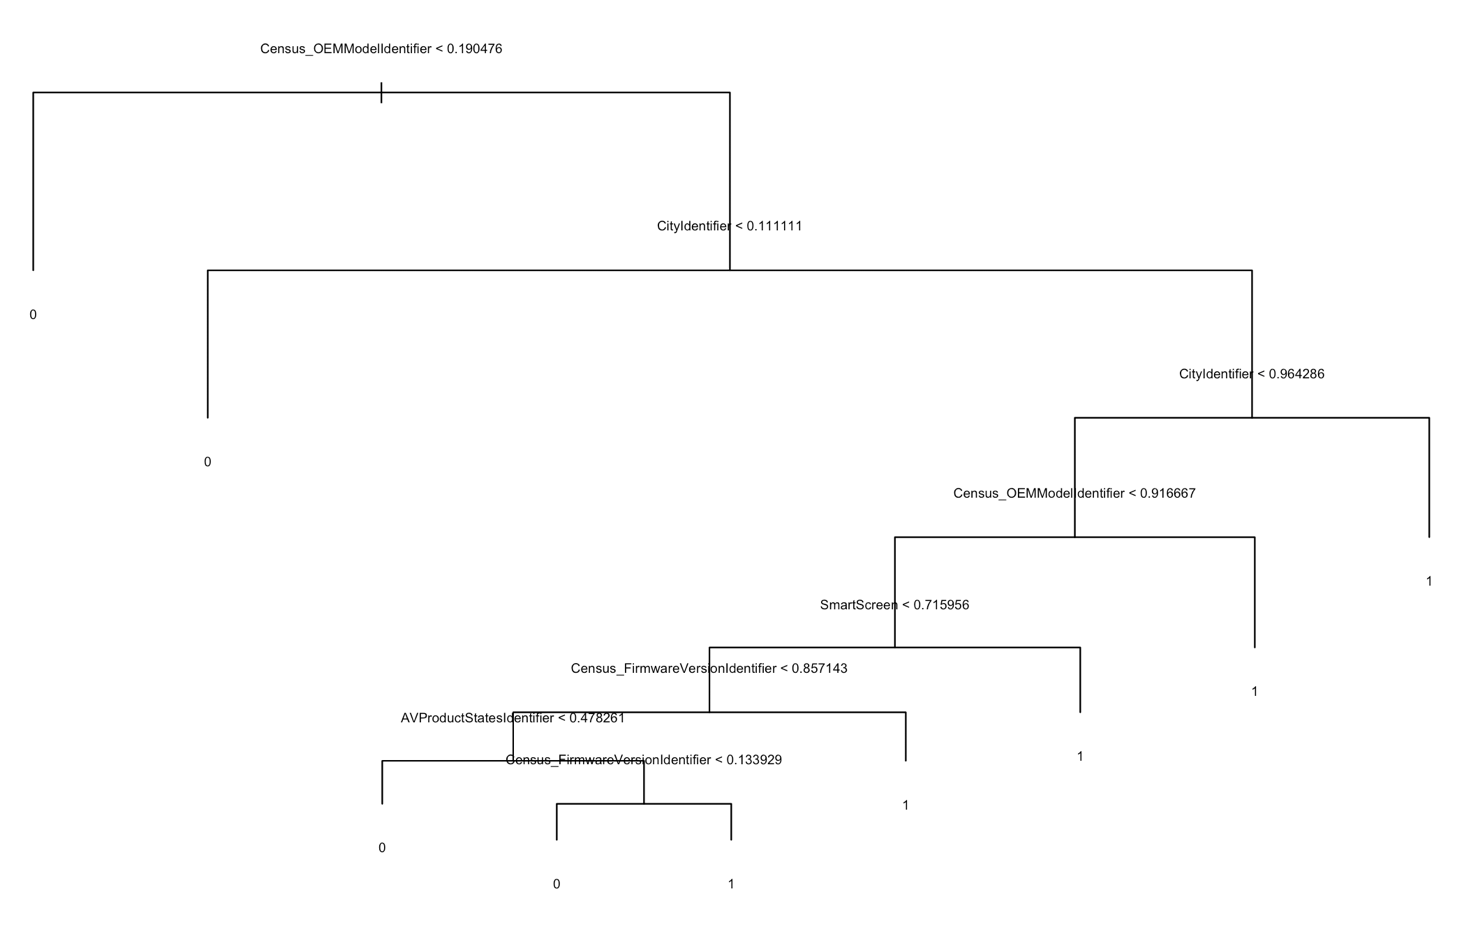 Census_OEMModelIdentifier < 0.190476
CityIdentifier < 0.111111
0
CityIdentifier < 0.964286
0
Census_OEMModelIdentifier < 0.916667
1
SmartScreen < 0.715956
Census_FirmwareVersionIdentifier < 0.857143
1
AVProductStatesIdentifier < 0.478261
1
Census_FirmwareVersionIdentifier < 0.133929
1
0
0
1